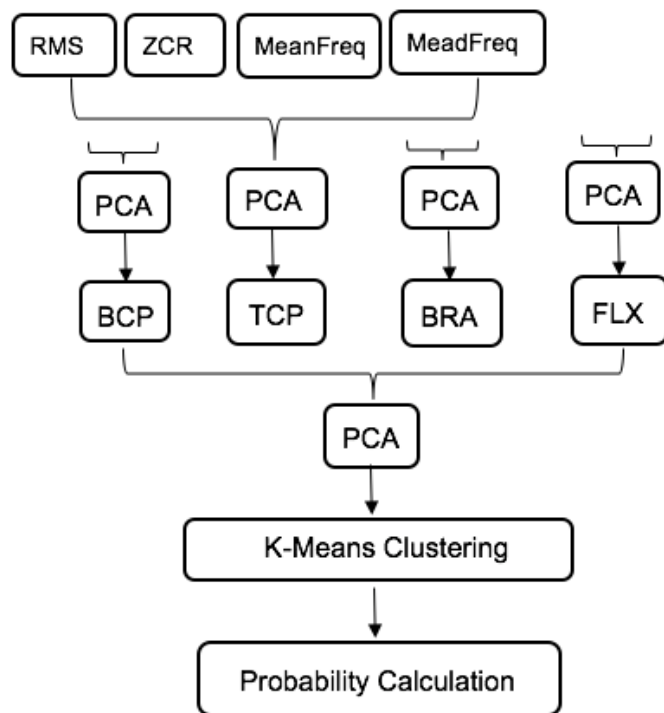 RMS
ZCR
MeanFreq
MeadFreq
PCA
PCA
PCA
PCA
BCP
TCP
BRA
FLX
PCA
K-Means Clustering
Probability Calculation